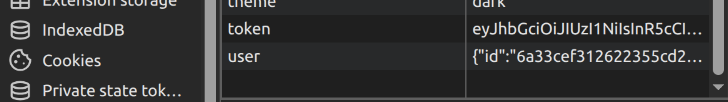 Extension storage
theme dark
IndexedDB
token eyJhbGciOiJIUzI1NiIsInR5cCI...
Cookies
user {"id":"6a33cef312622355cd2...
Private state tok...